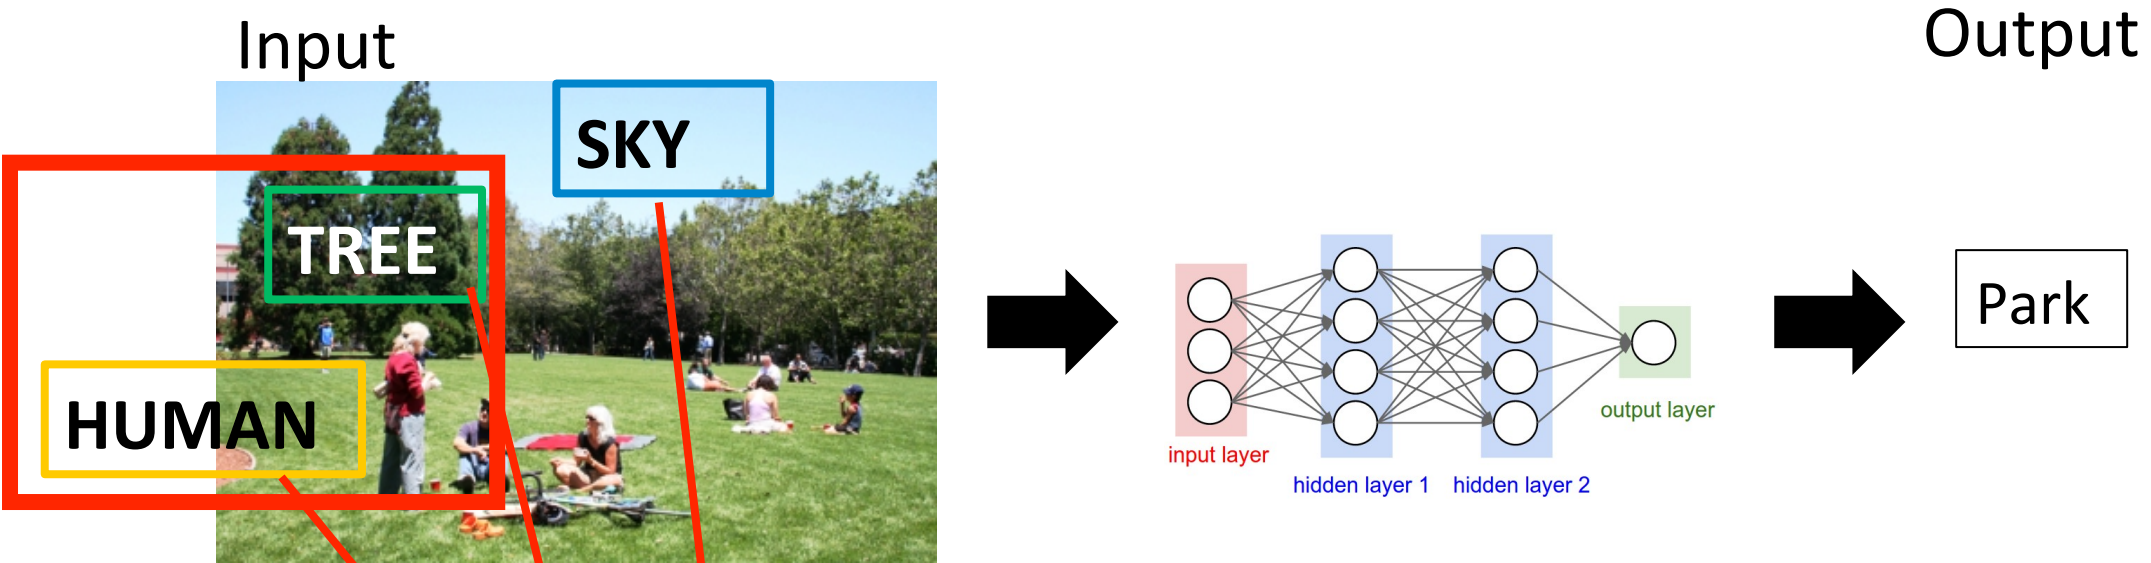 Input
Output
SKY
TREE
HUMAN
input layer
hidden layer 1
hidden layer 2
output layer
Park